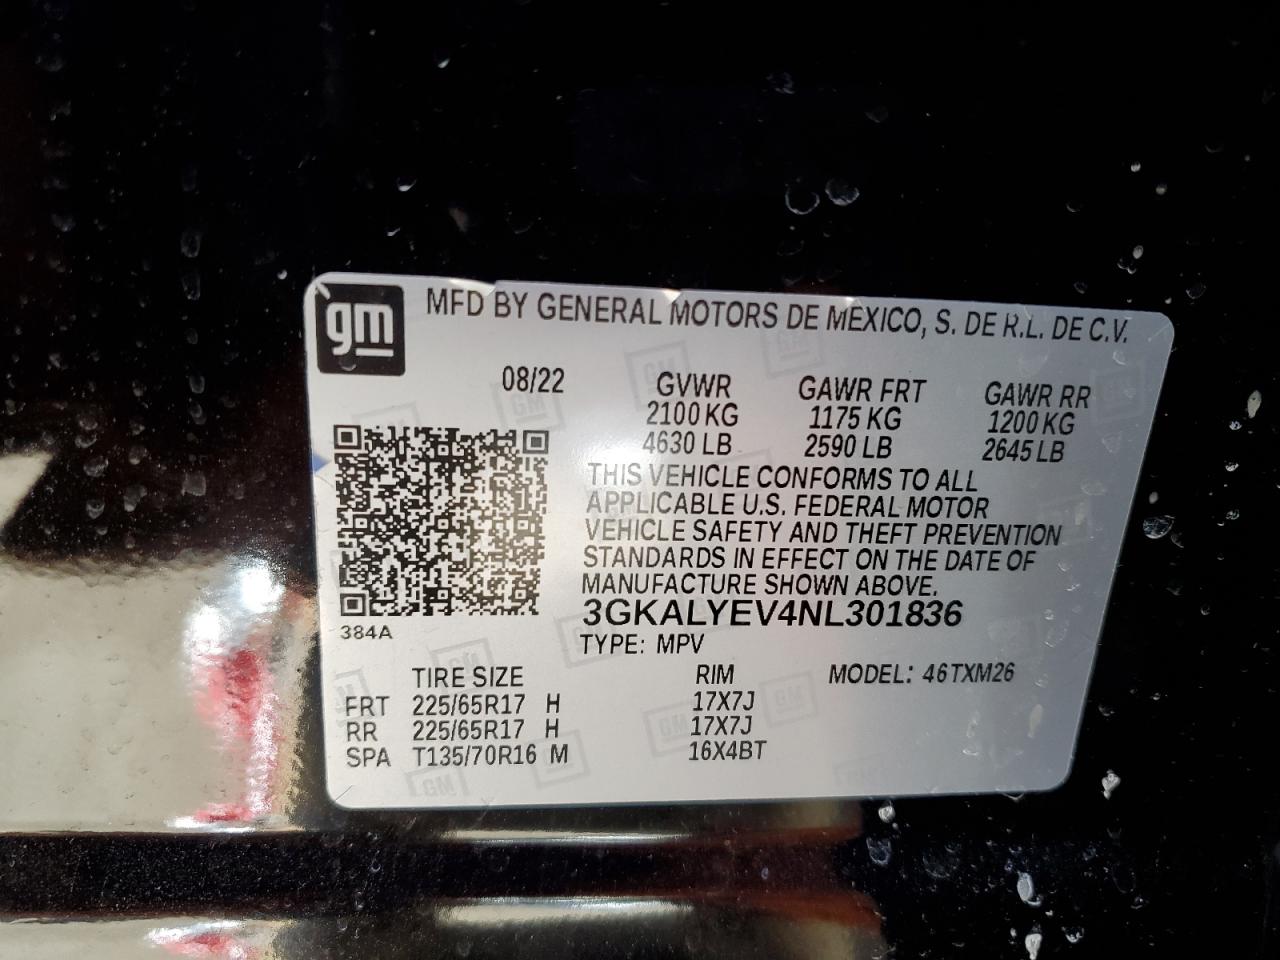 gm
MFD BY GENERAL MOTORS DE MEXICO, S. DE R.L. DE C.V.
08/22 GVWR GAWR FRT GAWR RR
2100 KG 1175 KG 1200 KG
4630 LB 2590 LB 2645 LB
THIS VEHICLE CONFORMS TO ALL
APPLICABLE U.S. FEDERAL MOTOR
VEHICLE SAFETY AND THEFT PREVENTION
STANDARDS IN EFFECT ON THE DATE OF
MANUFACTURE SHOWN ABOVE.
3GKALYEV4NL301836
384A
TYPE: MPV
TIRE SIZE RIM MODEL: 46TXM26
FRT 225/65R17 H 17X7J
RR 225/65R17 H 17X7J
SPA T135/70R16 M 16X4BT